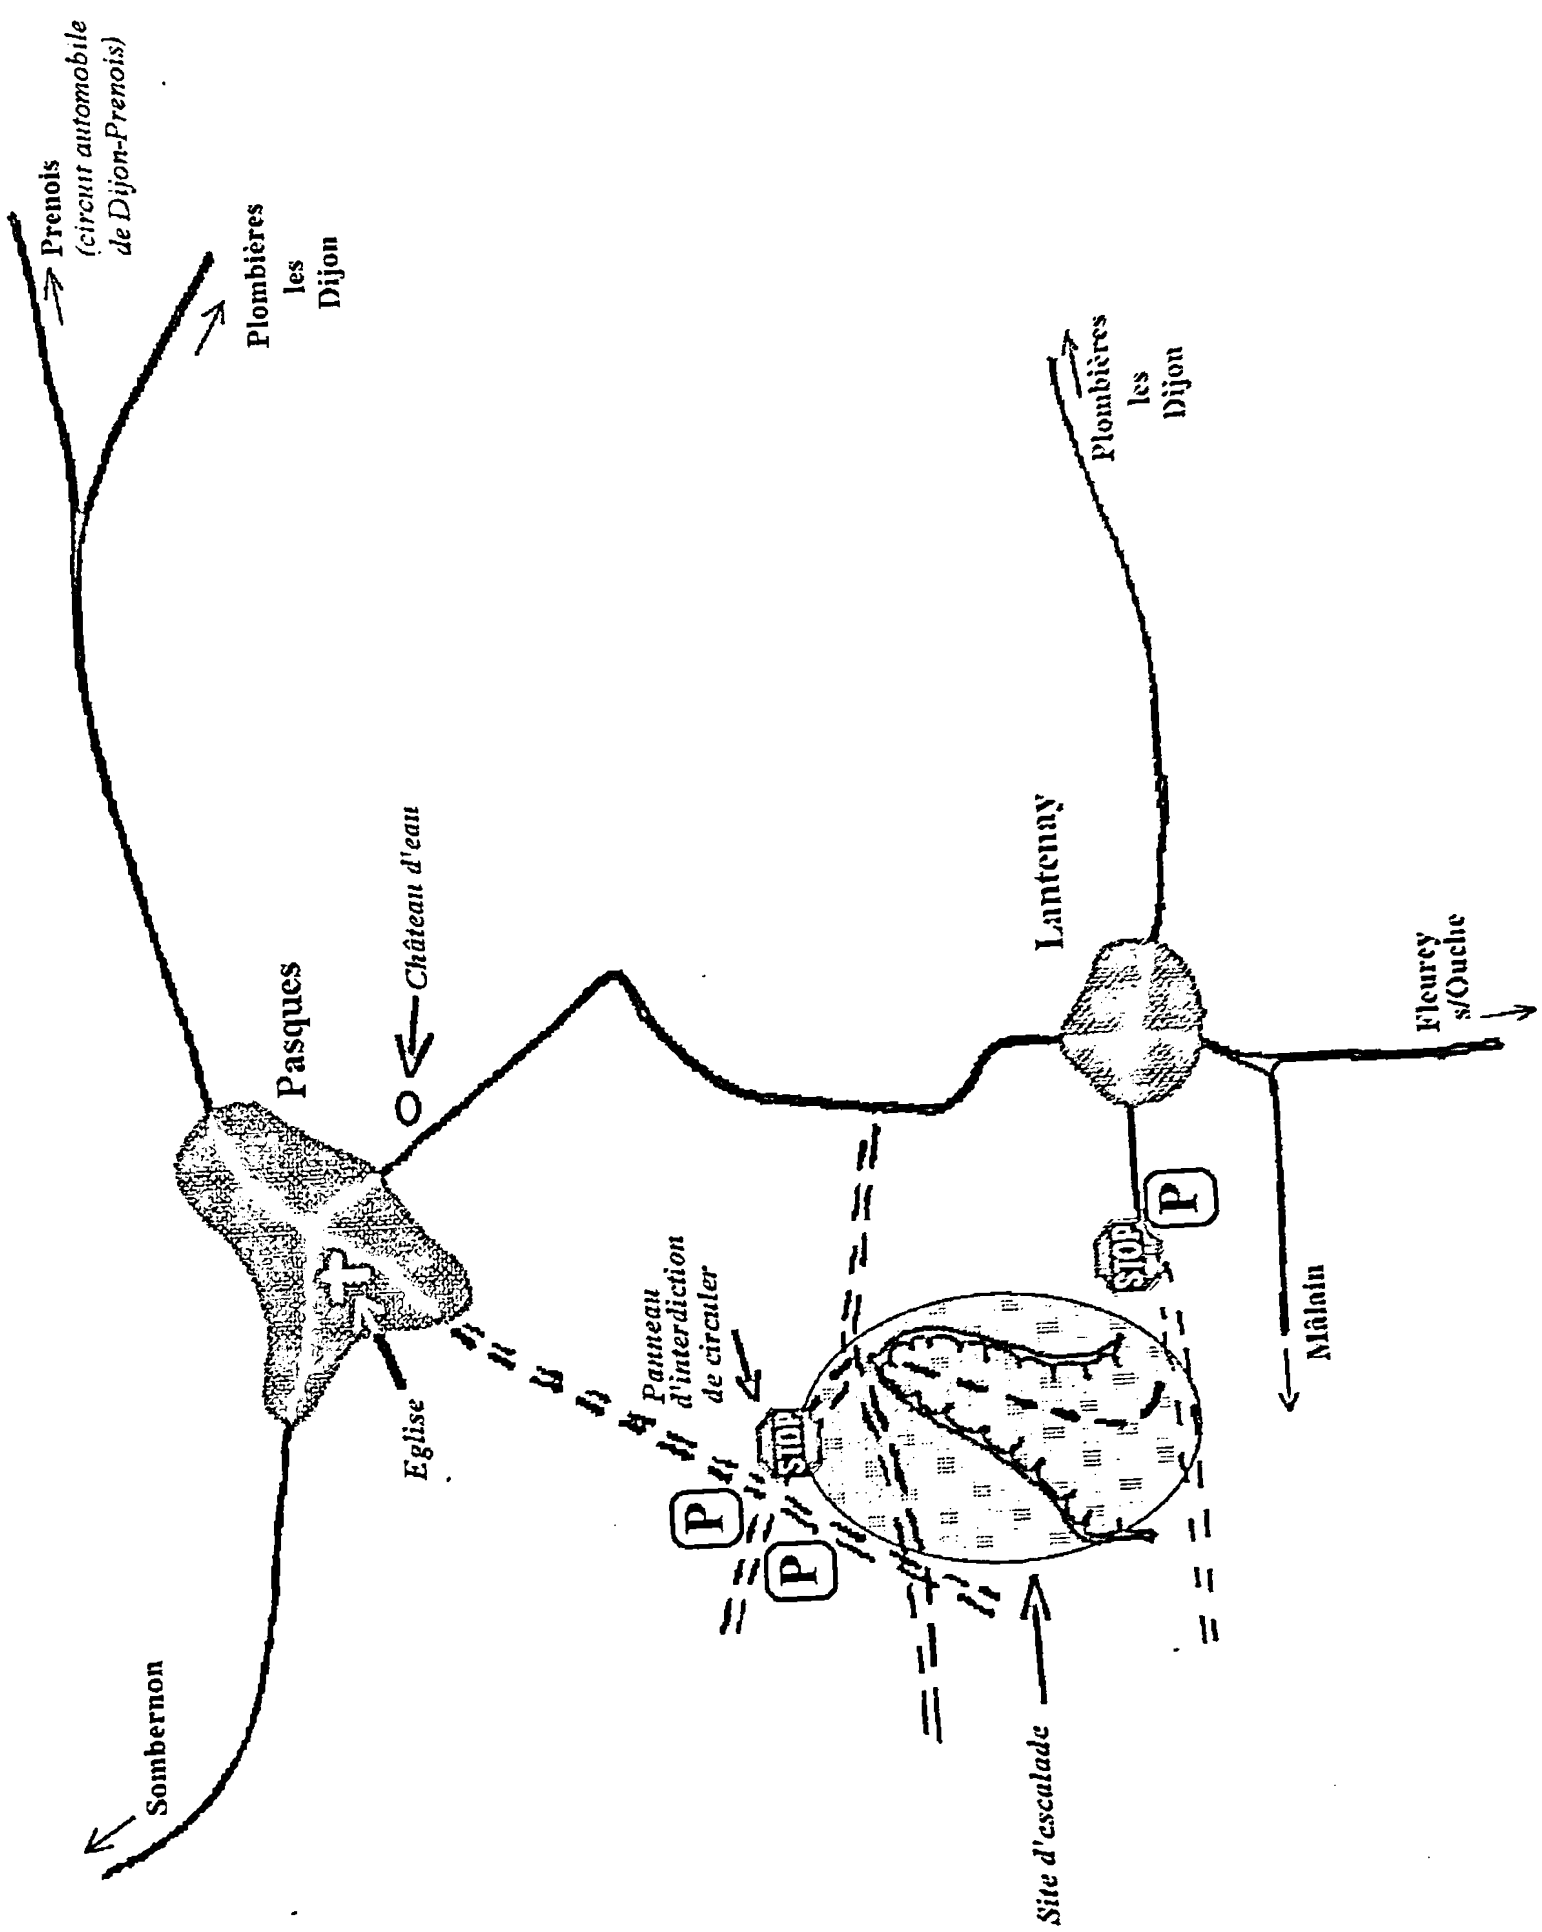 Sombernon
Prenois
(circuit automobile
de Dijon-Prenois)
Plombières
les
Dijon
Pasques
Château d'eau
Eglise
Panneau
d'interdiction
de circuler
STOP
P
P
Lantenay
Plombières
les
Dijon
STOP
P
Site d'escalade
Mâlain
Fleurey
s/Ouche